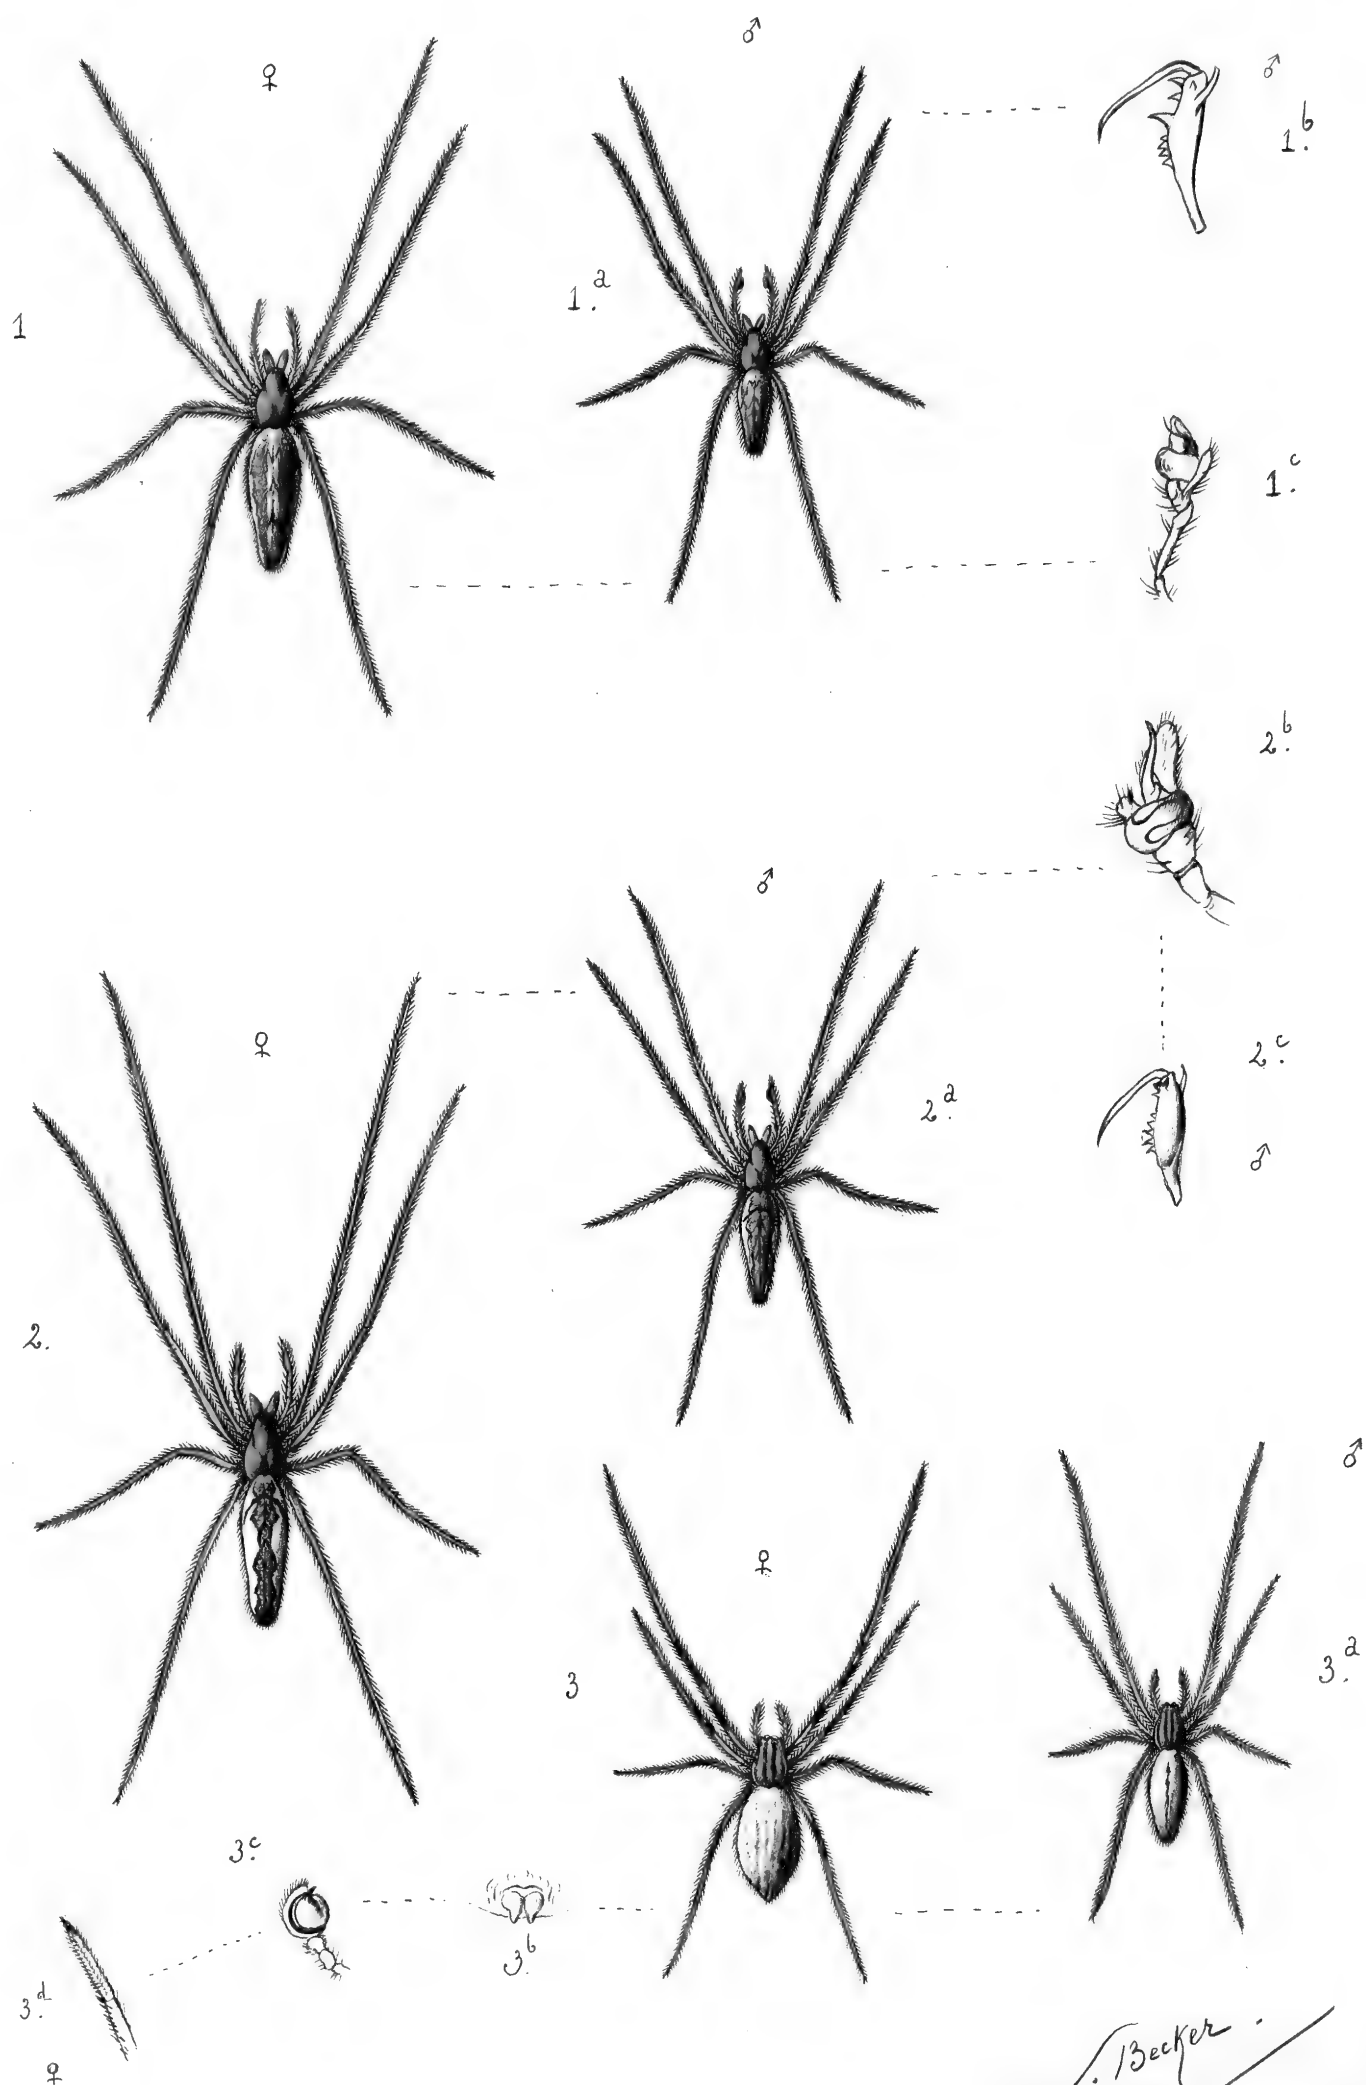 ♂
♀
♂
1.b
1.a
1
1.c
2.b
♂
♀
2.c
2.a
♂
2.
♂
♀
3.a
3
3.c
3.b
3.d
♀
Becker.